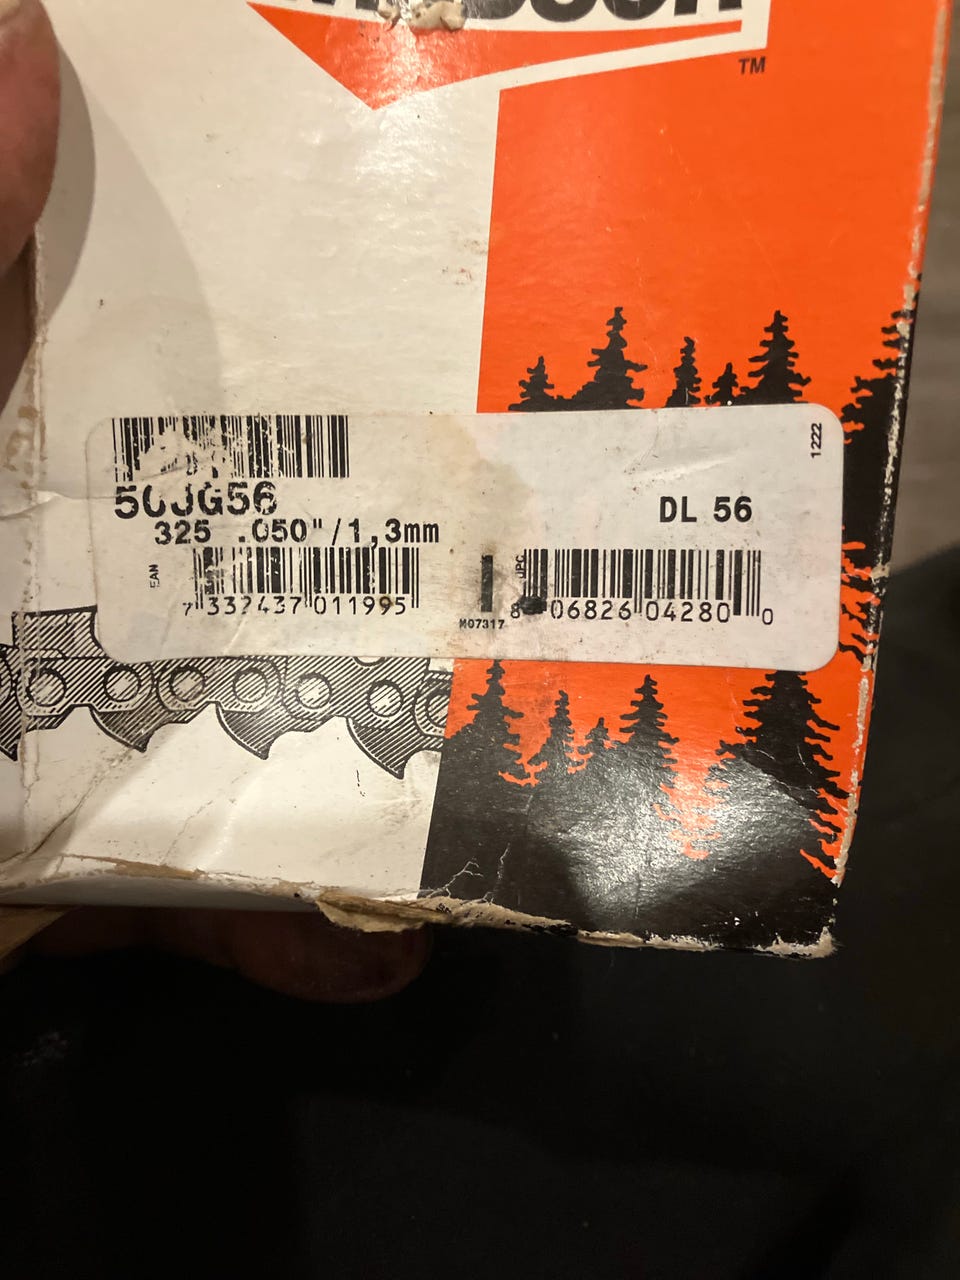 TM
1222
50JG56
DL 56
325 .050"/1,3mm
EAN
UPC
7 332437 011995
M07317
8 06826 04280 0